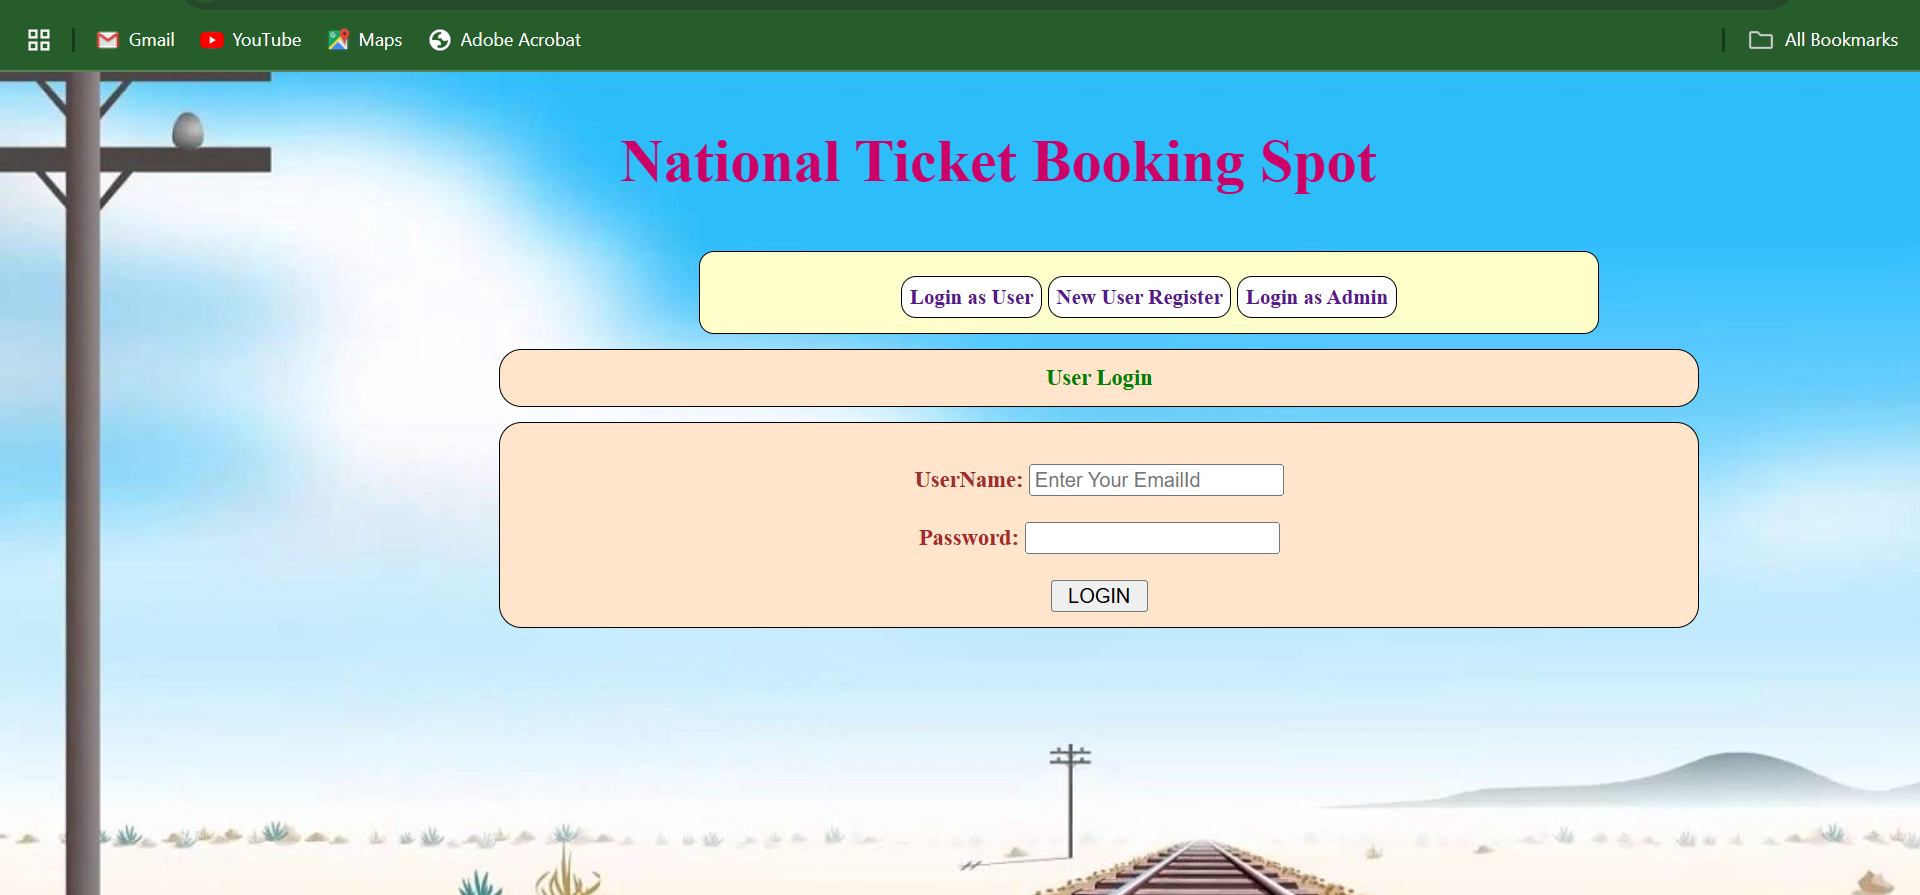 Gmail YouTube Maps Adobe Acrobat All Bookmarks
National Ticket Booking Spot
Login as User New User Register Login as Admin
User Login
UserName: Enter Your EmailId
Password:
LOGIN